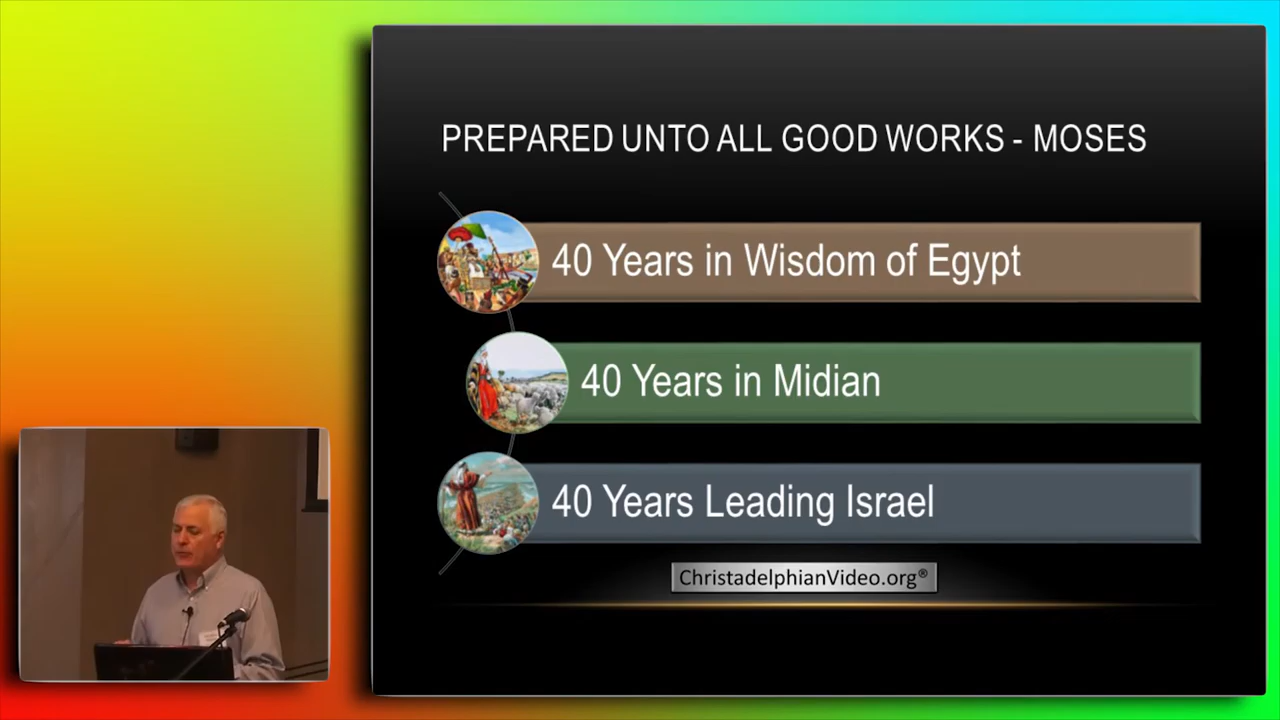 PREPARED UNTO ALL GOOD WORKS - MOSES
40 Years in Wisdom of Egypt
40 Years in Midian
40 Years Leading Israel
ChristadelphianVideo.org®